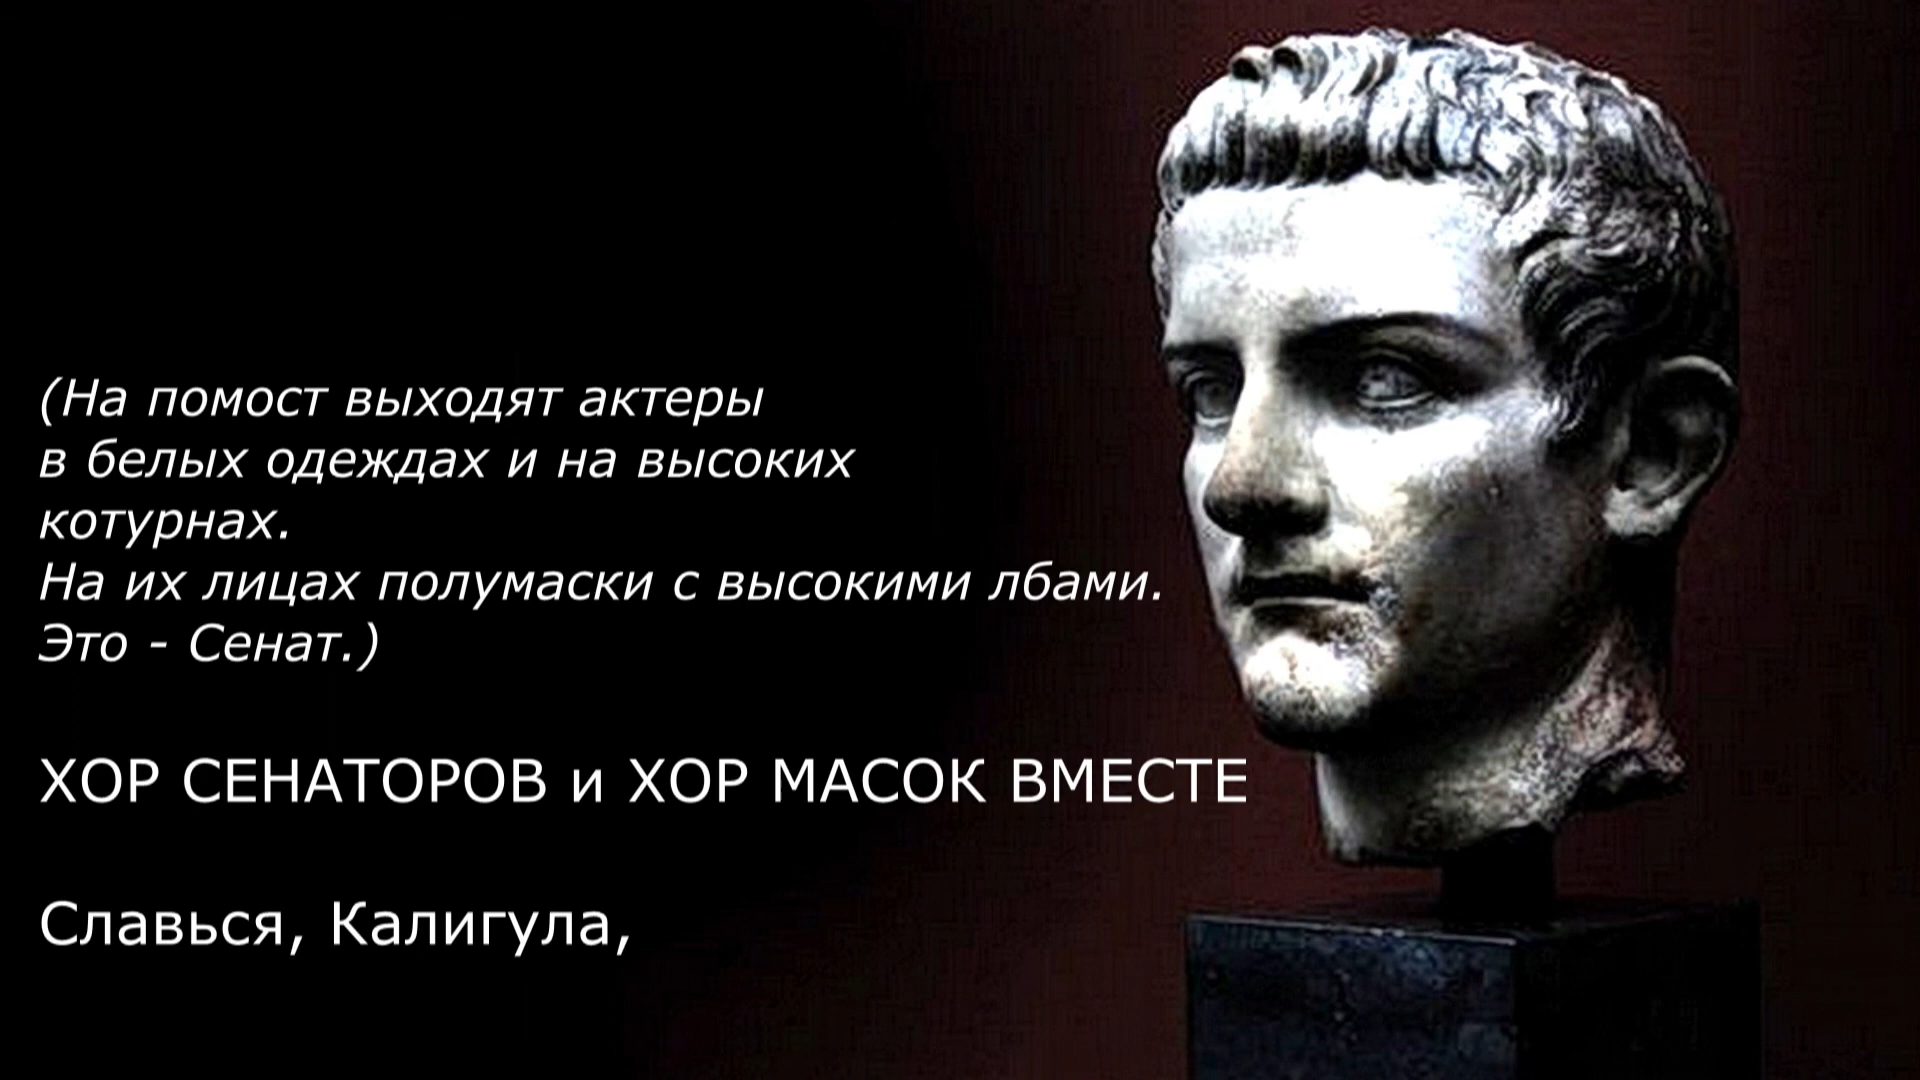 (На помост выходят актеры
в белых одеждах и на высоких
котурнах.
На их лицах полумаски с высокими лбами.
Это - Сенат.)
ХОР СЕНАТОРОВ и ХОР МАСОК ВМЕСТЕ
Славься, Калигула,